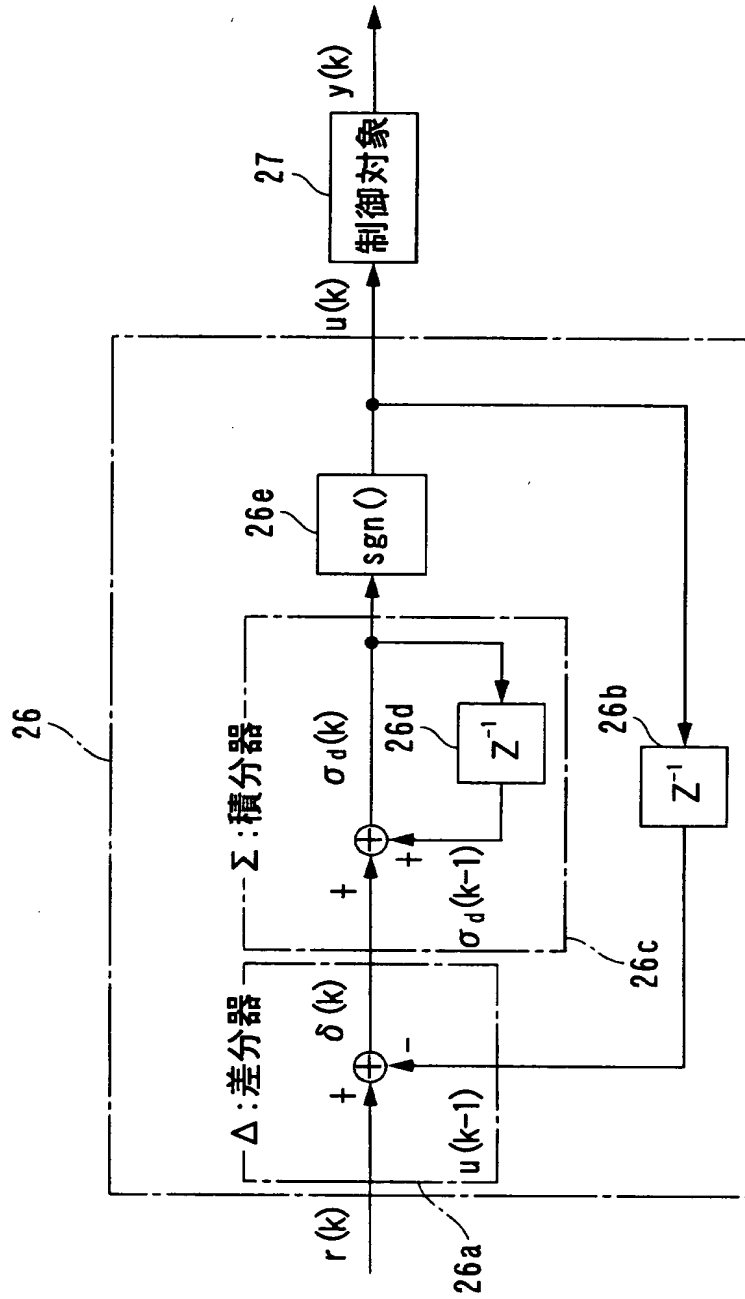 26
Δ:差分器
Σ:積分器
r(k)
+
-
δ(k)
u(k-1)
26a
+
+
σd(k)
σd(k-1)
Z⁻¹
26d
26c
sgn()
26e
Z⁻¹
26b
u(k)
制御対象
27
y(k)